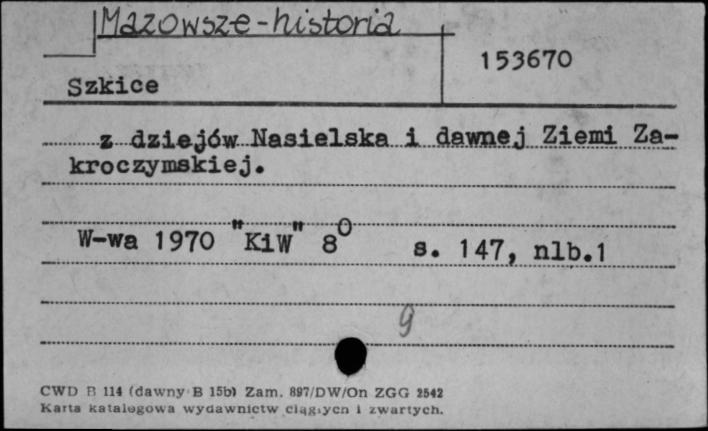 Mazowsze-historia
153670
Szkice
z dziejów Nasielska i dawnej Ziemi Za-
kroczymskiej.
W-wa 1970 "KiW" 8⁰ s. 147, nlb.1
9
CWD B 114 (dawny B 15b) Zam. 897/DW/On ZGG 2542
Karta katalogowa wydawnictw ciągłych i zwartych.